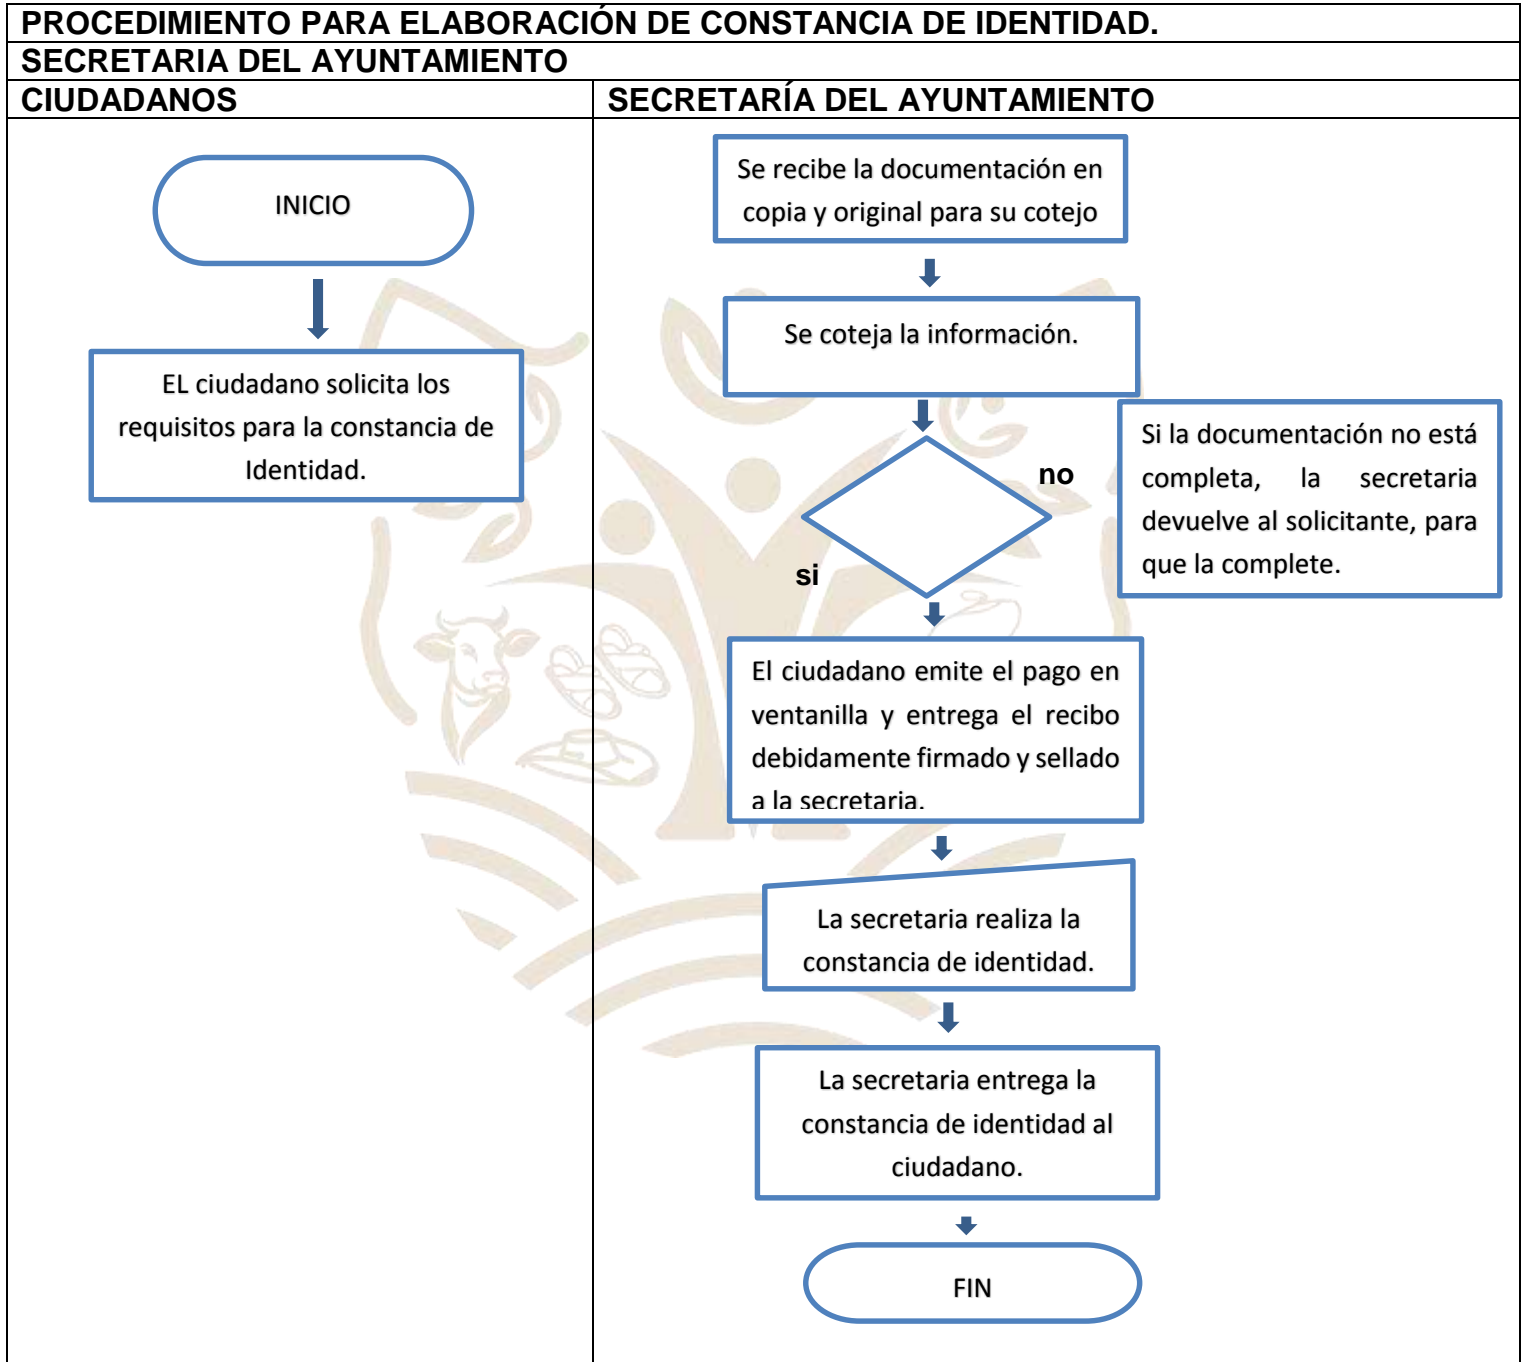 PROCEDIMIENTO PARA ELABORACIÓN DE CONSTANCIA DE IDENTIDAD.
SECRETARIA DEL AYUNTAMIENTO
CIUDADANOS
SECRETARÍA DEL AYUNTAMIENTO
INICIO
EL ciudadano solicita los
requisitos para la constancia de
Identidad.
Se recibe la documentación en
copia y original para su cotejo
Se coteja la información.
no
Si la documentación no está
completa, la secretaria
devuelve al solicitante, para
que la complete.
si
El ciudadano emite el pago en
ventanilla y entrega el recibo
debidamente firmado y sellado
a la secretaria.
La secretaria realiza la
constancia de identidad.
La secretaria entrega la
constancia de identidad al
ciudadano.
FIN